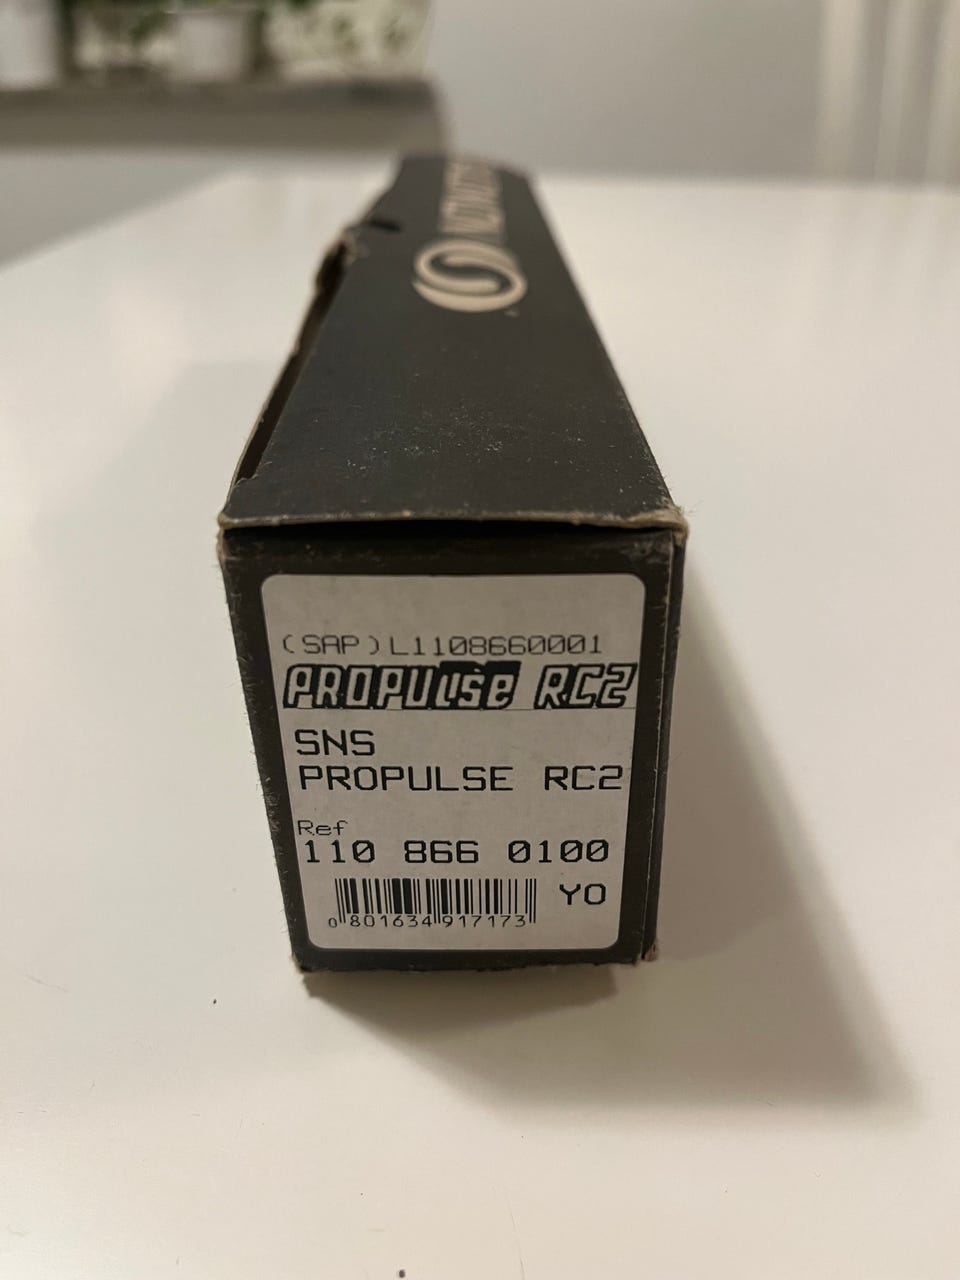 (SAP) L1108660001
PROPULSE RC2
SNS
PROPULSE RC2
Ref
110 866 0100
YO
0 801634 917173